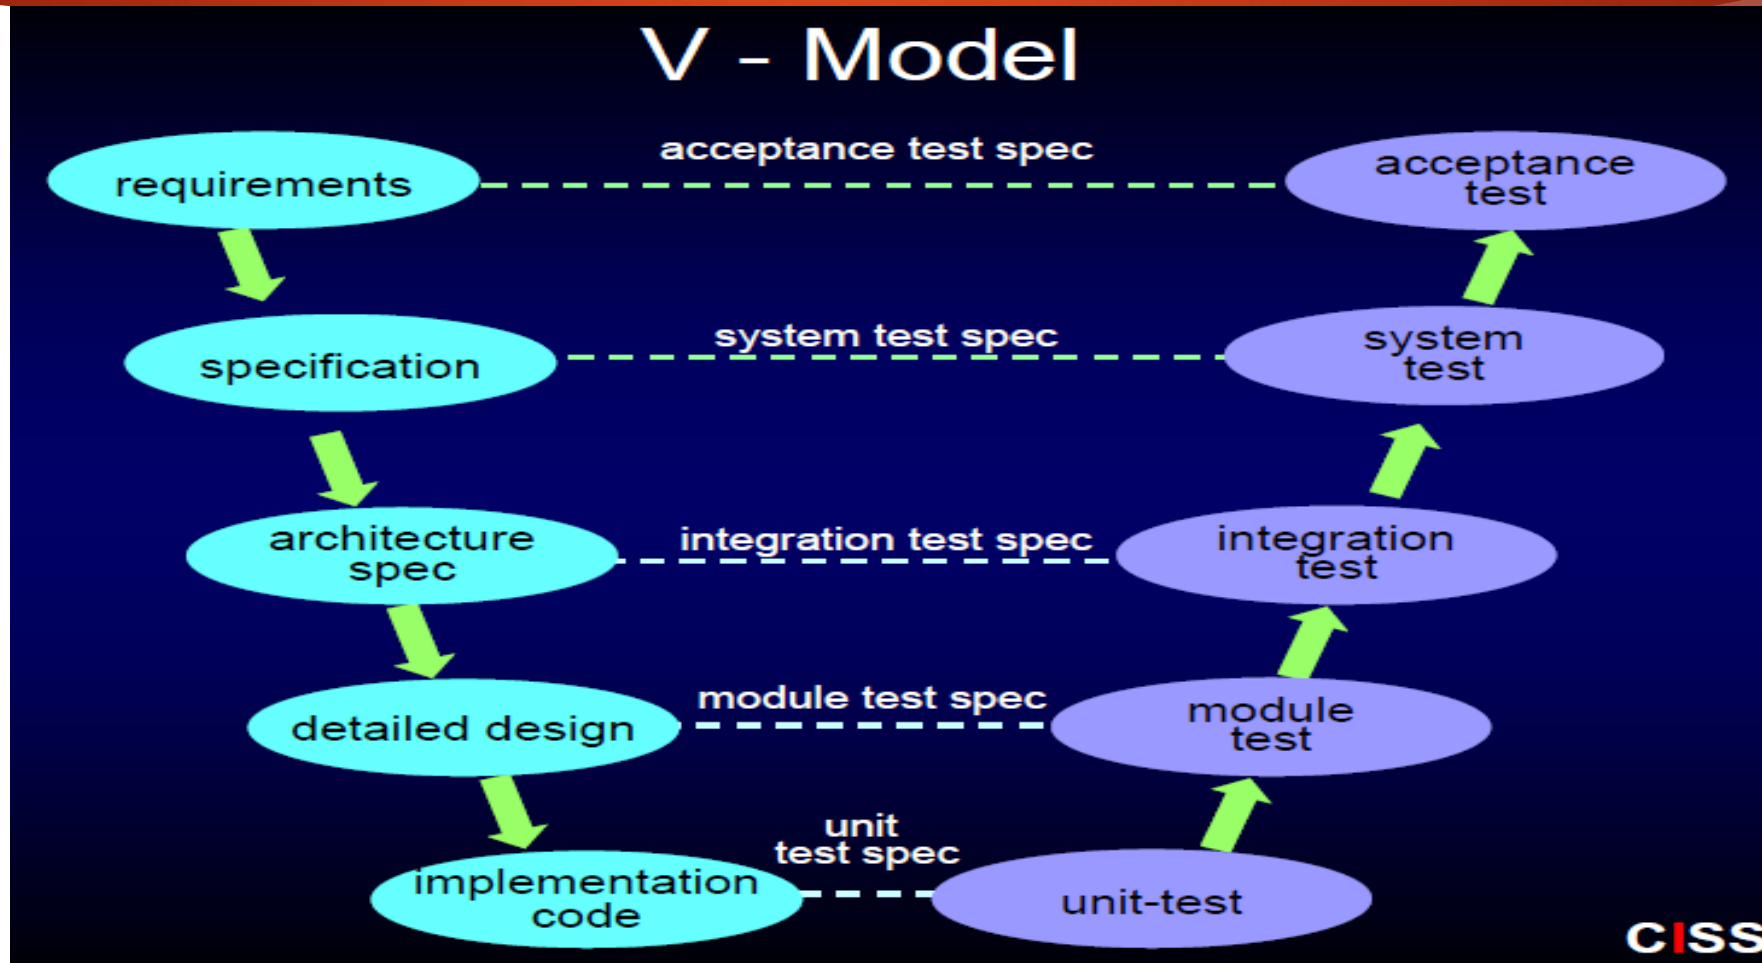 V - Model
acceptance test spec
requirements
acceptance
test
system test spec
specification
system
test
architecture
spec
integration test spec
integration
test
module test spec
detailed design
module
test
unit
test spec
implementation
code
unit-test
CISS